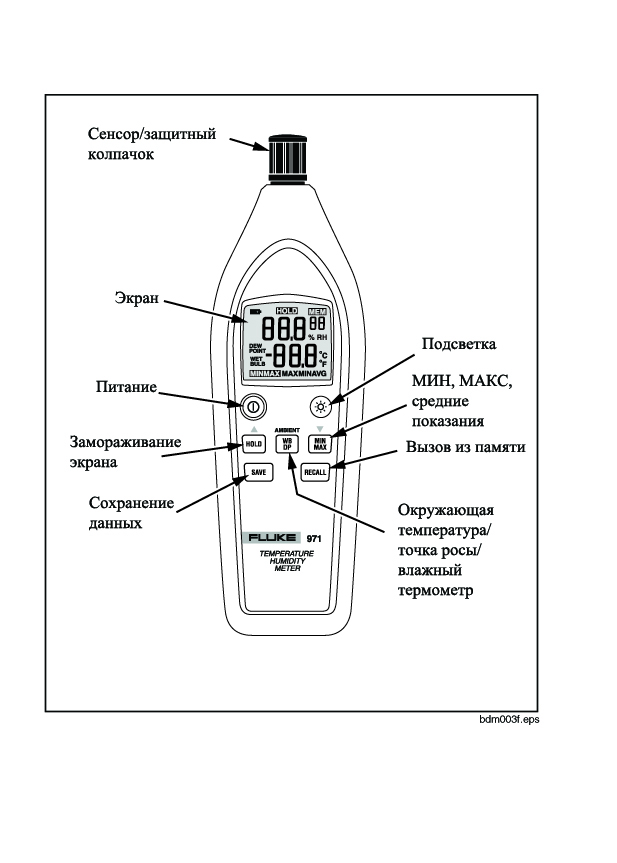 Сенсор/защитный
колпачок
Экран
HOLD MEM
88.8 88
% RH
DEW
POINT
WET
BULB
-88.8 °C
°F
MINMAX MAXMINAVG
Подсветка
Питание
МИН, МАКС,
средние
показания
AMBIENT
HOLD
WB
DP
MIN
MAX
Замораживание
экрана
Вызов из памяти
SAVE
RECALL
Сохранение
данных
Окружающая
температура/
точка росы/
влажный
термометр
FLUKE 971
TEMPERATURE
HUMIDITY
METER
bdm003f.eps